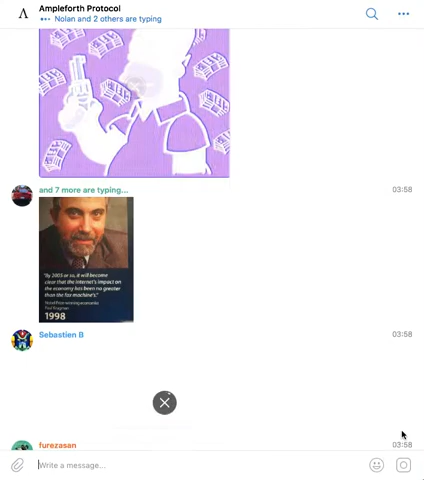 Ampleforth Protocol
Nolan and 2 others are typing
and 7 more are typing...
03:58
"By 2005 or so, it will become
clear that the Internet's impact on
the economy has been no greater
than the fax machine's."
Nobel Prize-winning economist
Paul Krugman
1998
Sebastien B
03:58
furezasan
03:58
Write a message...